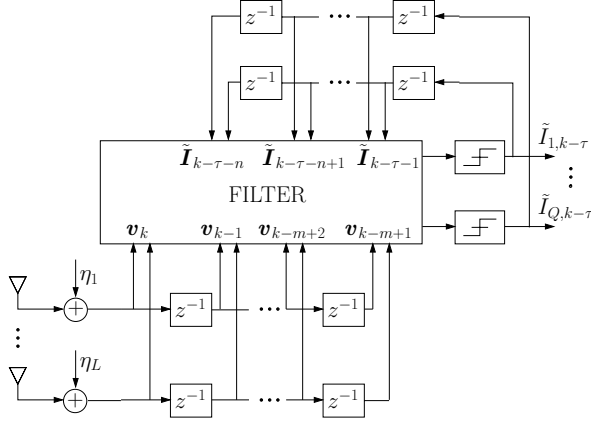 z⁻¹ ... z⁻¹
z⁻¹ ... z⁻¹
Ĩ_{k-τ-n} Ĩ_{k-τ-n+1} Ĩ_{k-τ-1}
Ĩ_{1,k-τ}
FILTER
Ĩ_{Q,k-τ}
v_k v_{k-1} v_{k-m+2} v_{k-m+1}
η₁
+ z⁻¹ ... z⁻¹
η_L
+ z⁻¹ ... z⁻¹